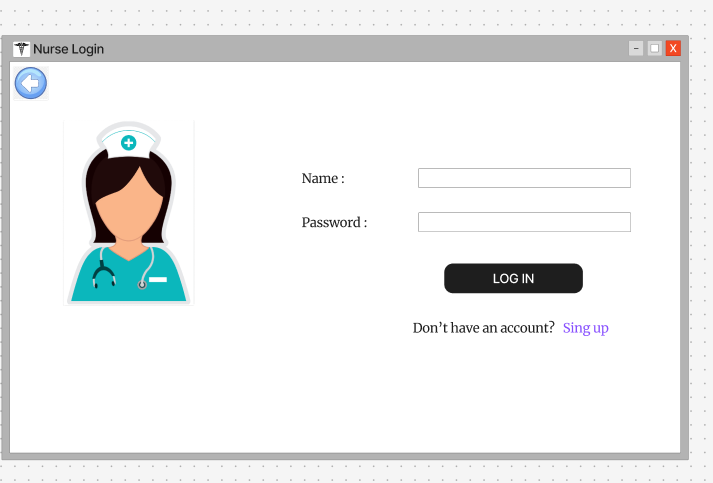 Nurse Login
Name :
Password :
LOG IN
Don’t have an account? Sing up